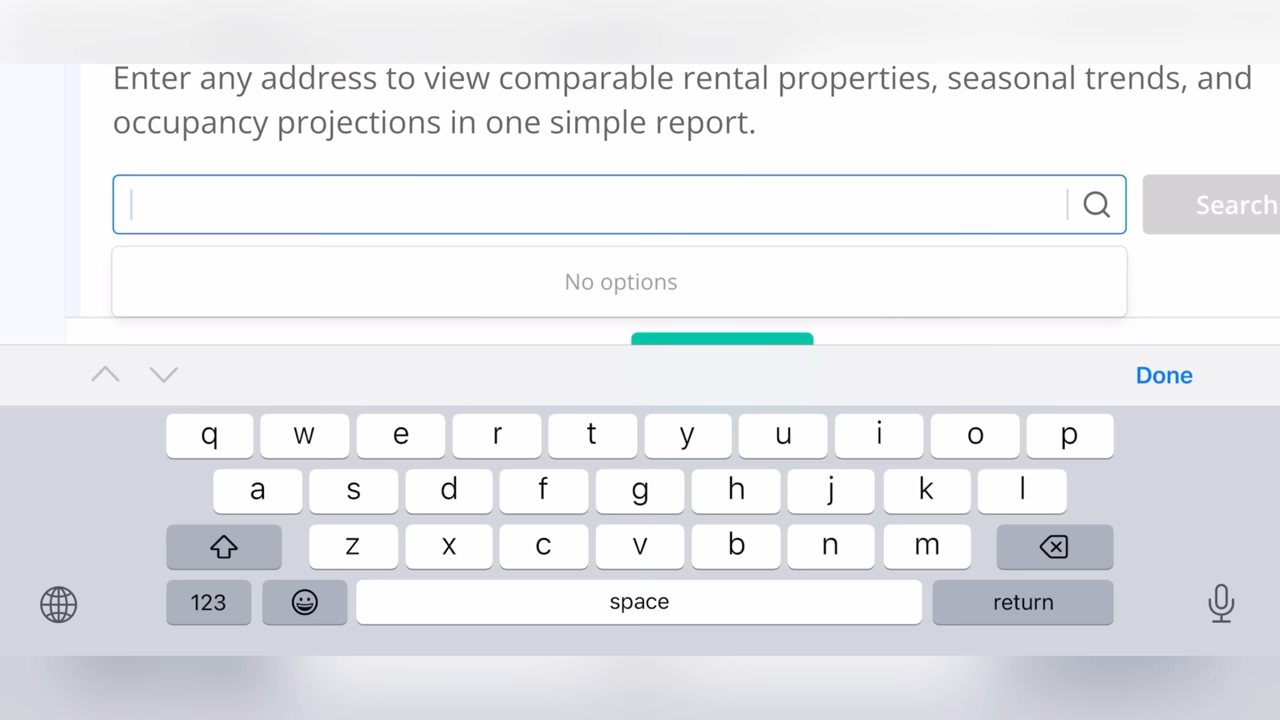 Enter any address to view comparable rental properties, seasonal trends, and
occupancy projections in one simple report.
Search
No options
Done
q w e r t y u i o p
a s d f g h j k l
z x c v b n m
123 space return